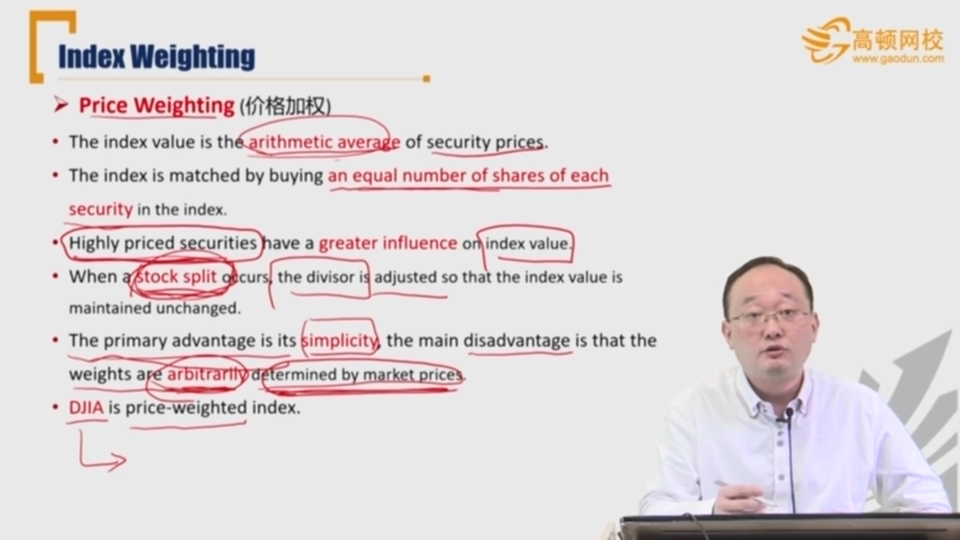 Index Weighting
高顿网校
www.gaodun.com
➢ Price Weighting (价格加权)
• The index value is the arithmetic average of security prices.
• The index is matched by buying an equal number of shares of each
security in the index.
• Highly priced securities have a greater influence on index value.
• When a stock split occurs, the divisor is adjusted so that the index value is
maintained unchanged.
• The primary advantage is its simplicity, the main disadvantage is that the
weights are arbitrarily determined by market prices.
• DJIA is price-weighted index.